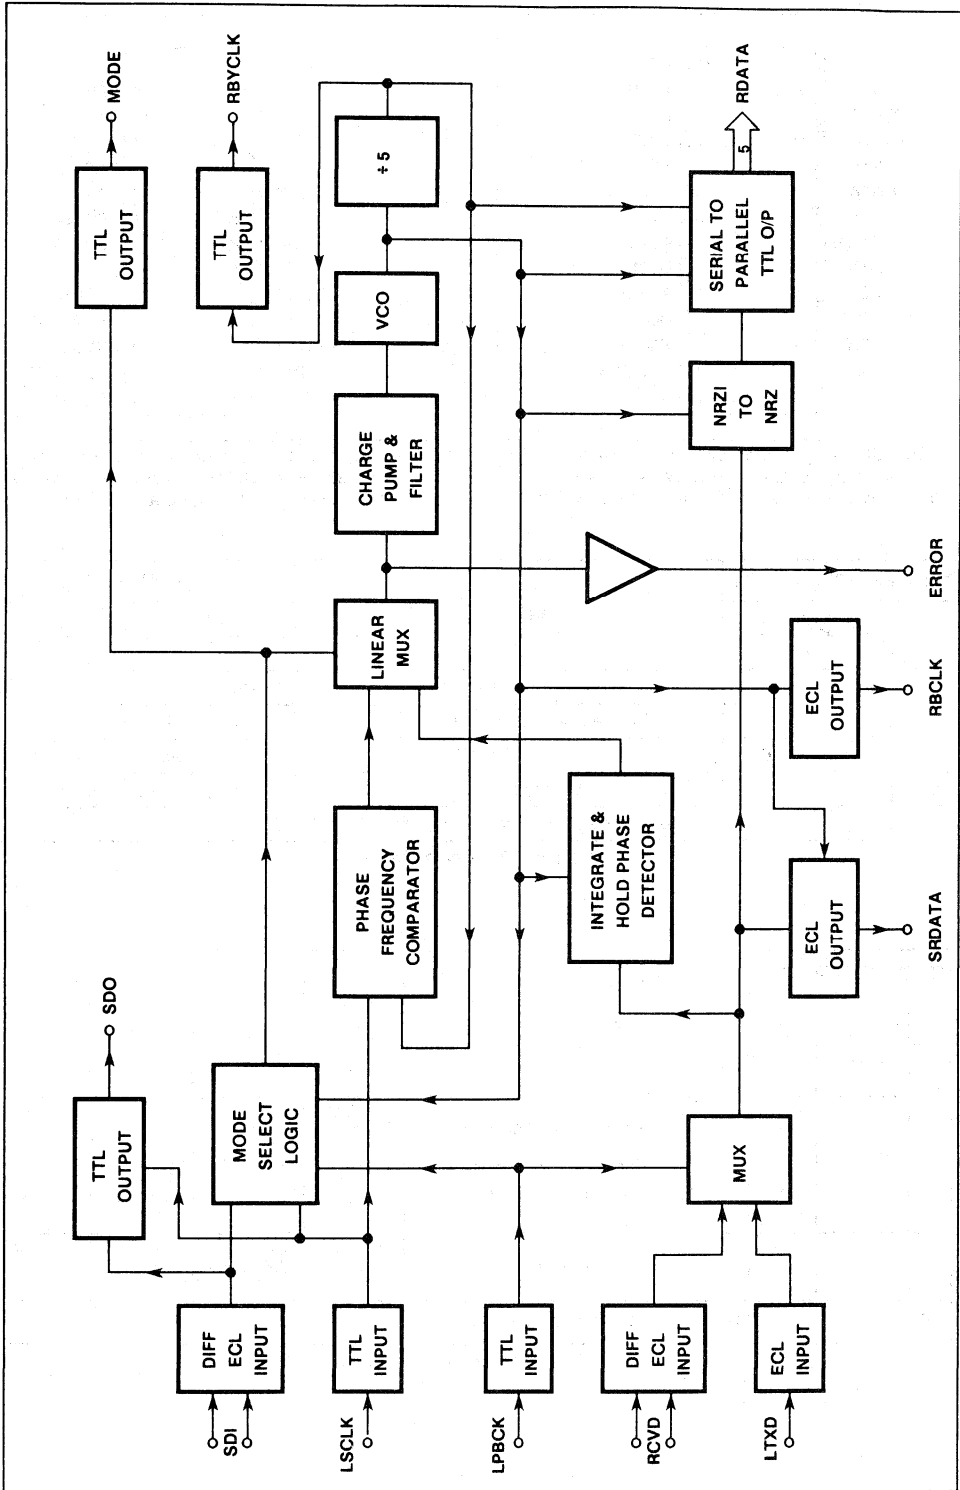 SDI
DIFF
ECL
INPUT
TTL
OUTPUT
SDO
LSCLK
TTL
INPUT
MODE
SELECT
LOGIC
TTL
OUTPUT
MODE
TTL
OUTPUT
RBYCLK
PHASE
FREQUENCY
COMPARATOR
LINEAR
MUX
CHARGE
PUMP &
FILTER
VCO
÷ 5
LPBCK
TTL
INPUT
INTEGRATE &
HOLD PHASE
DETECTOR
RCVD
DIFF
ECL
INPUT
MUX
NRZI
TO
NRZ
SERIAL TO
PARALLEL
TTL O/P
5
RDATA
LTXD
ECL
INPUT
ECL
OUTPUT
SRDATA
ECL
OUTPUT
RBCLK
ERROR